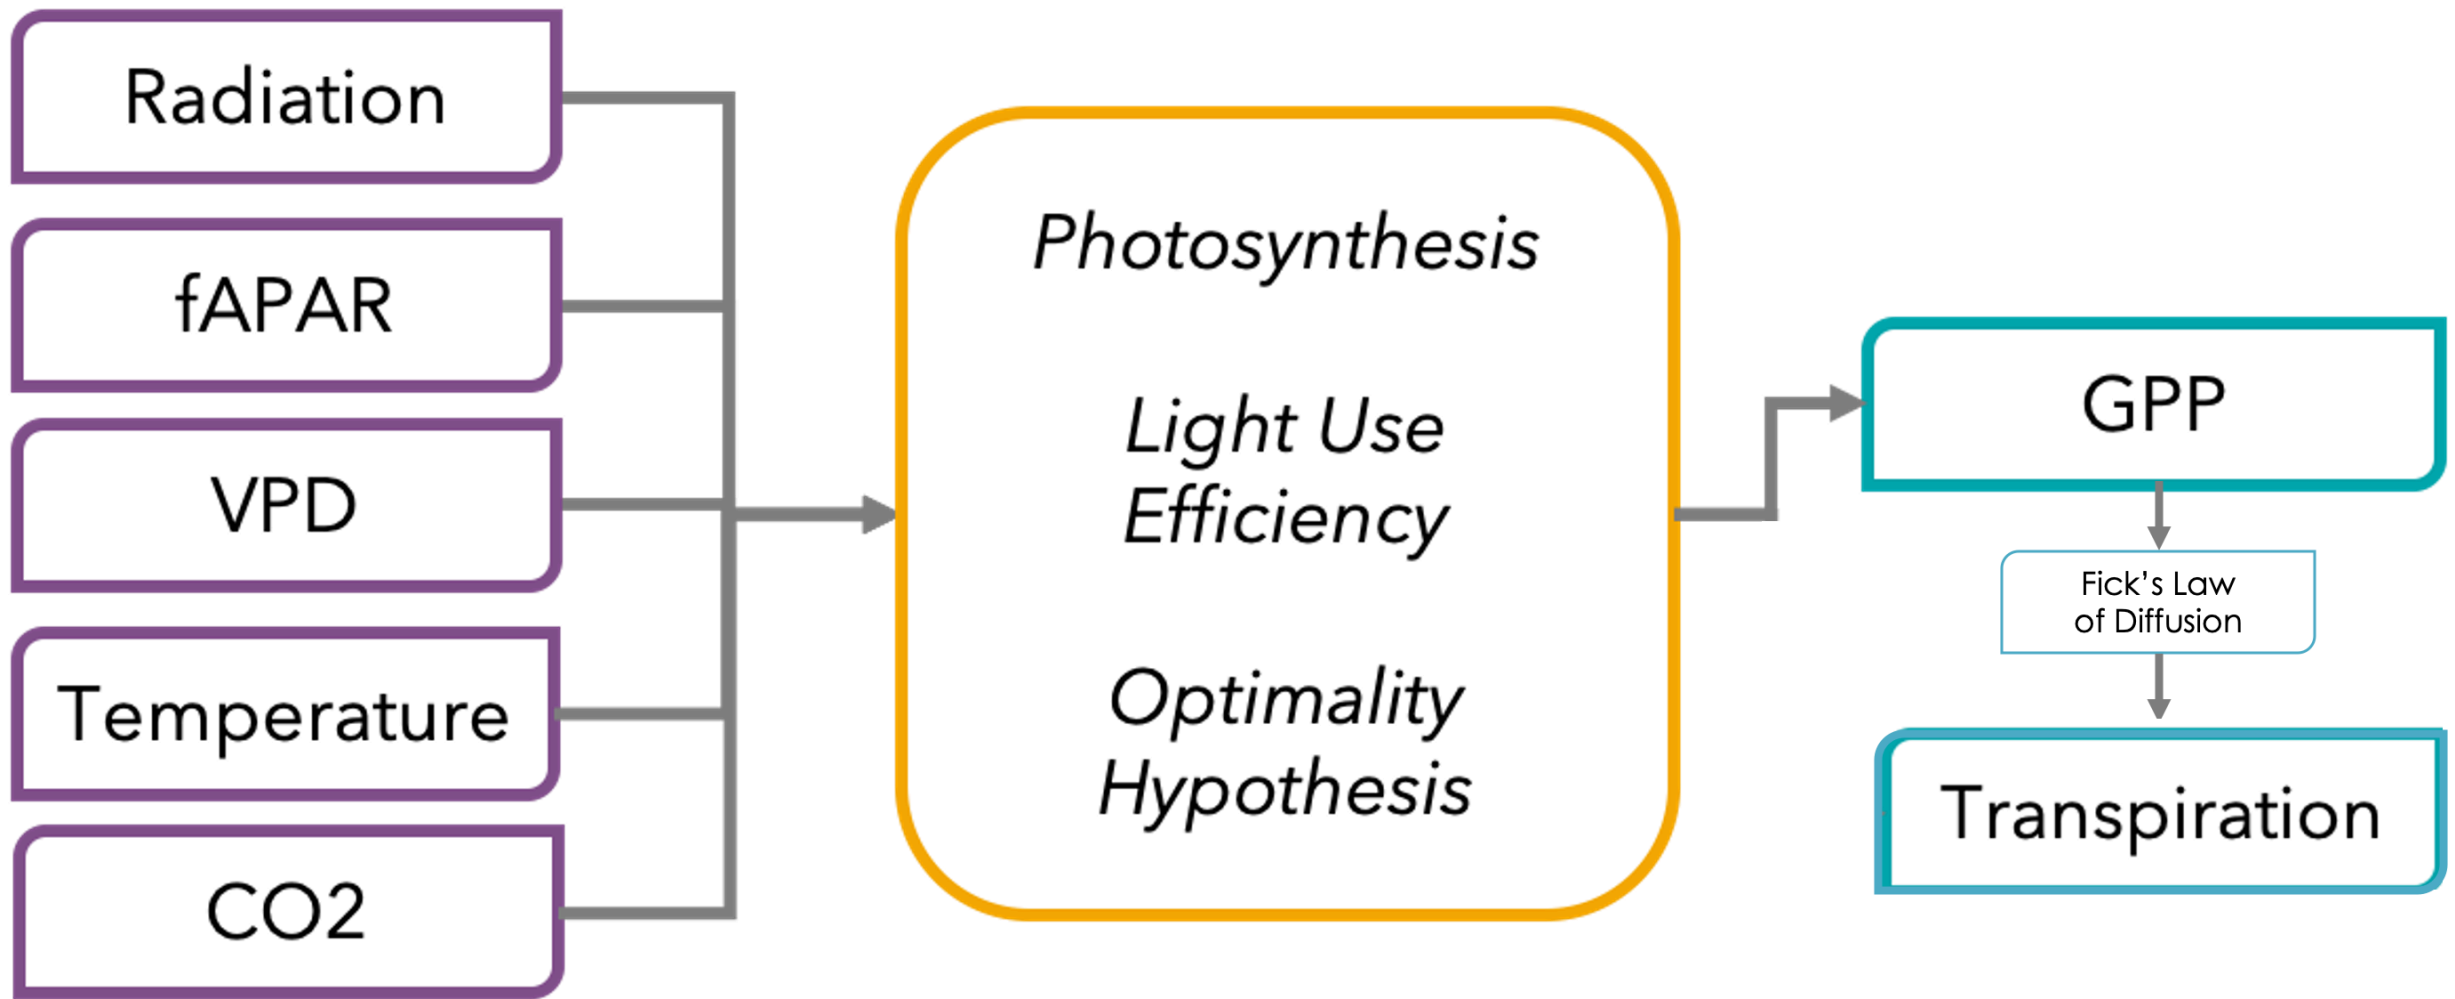 Radiation
fAPAR
VPD
Temperature
CO2
Photosynthesis
Light Use
Efficiency
Optimality
Hypothesis
GPP
Fick’s Law
of Diffusion
Transpiration